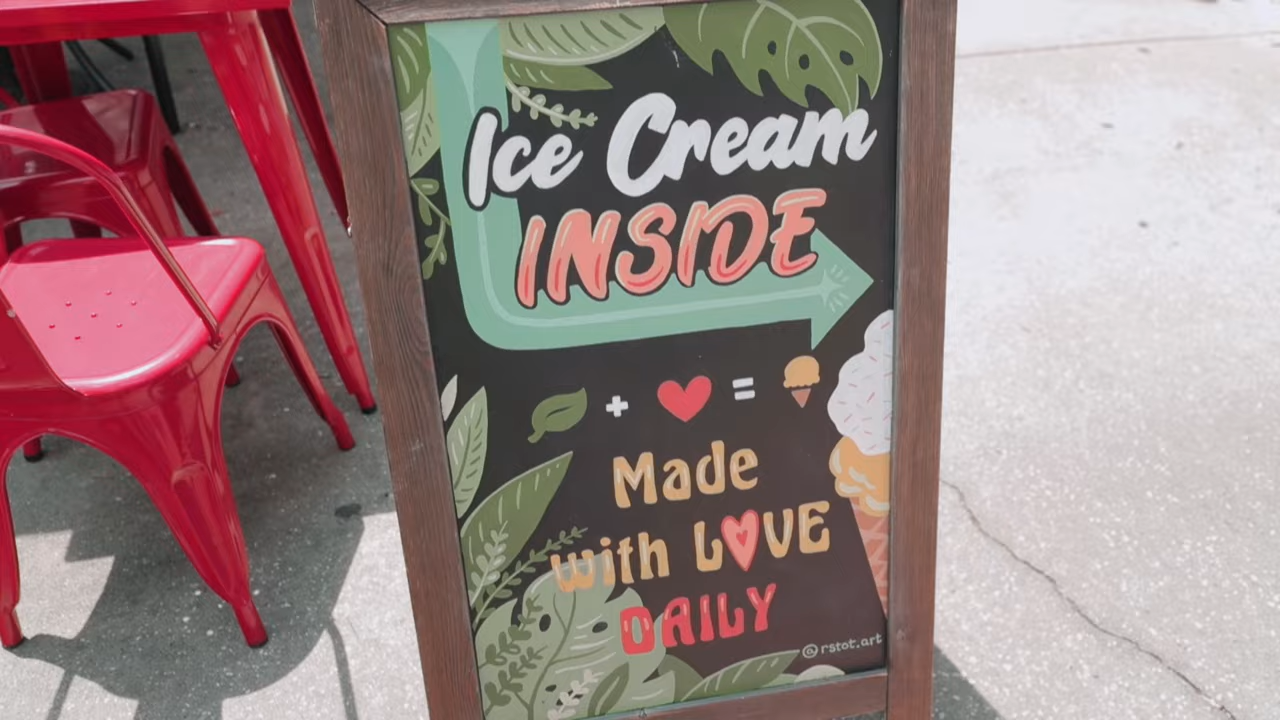 Ice Cream
INSIDE
+ =
Made
with LOVE
DAILY
@rstot.art